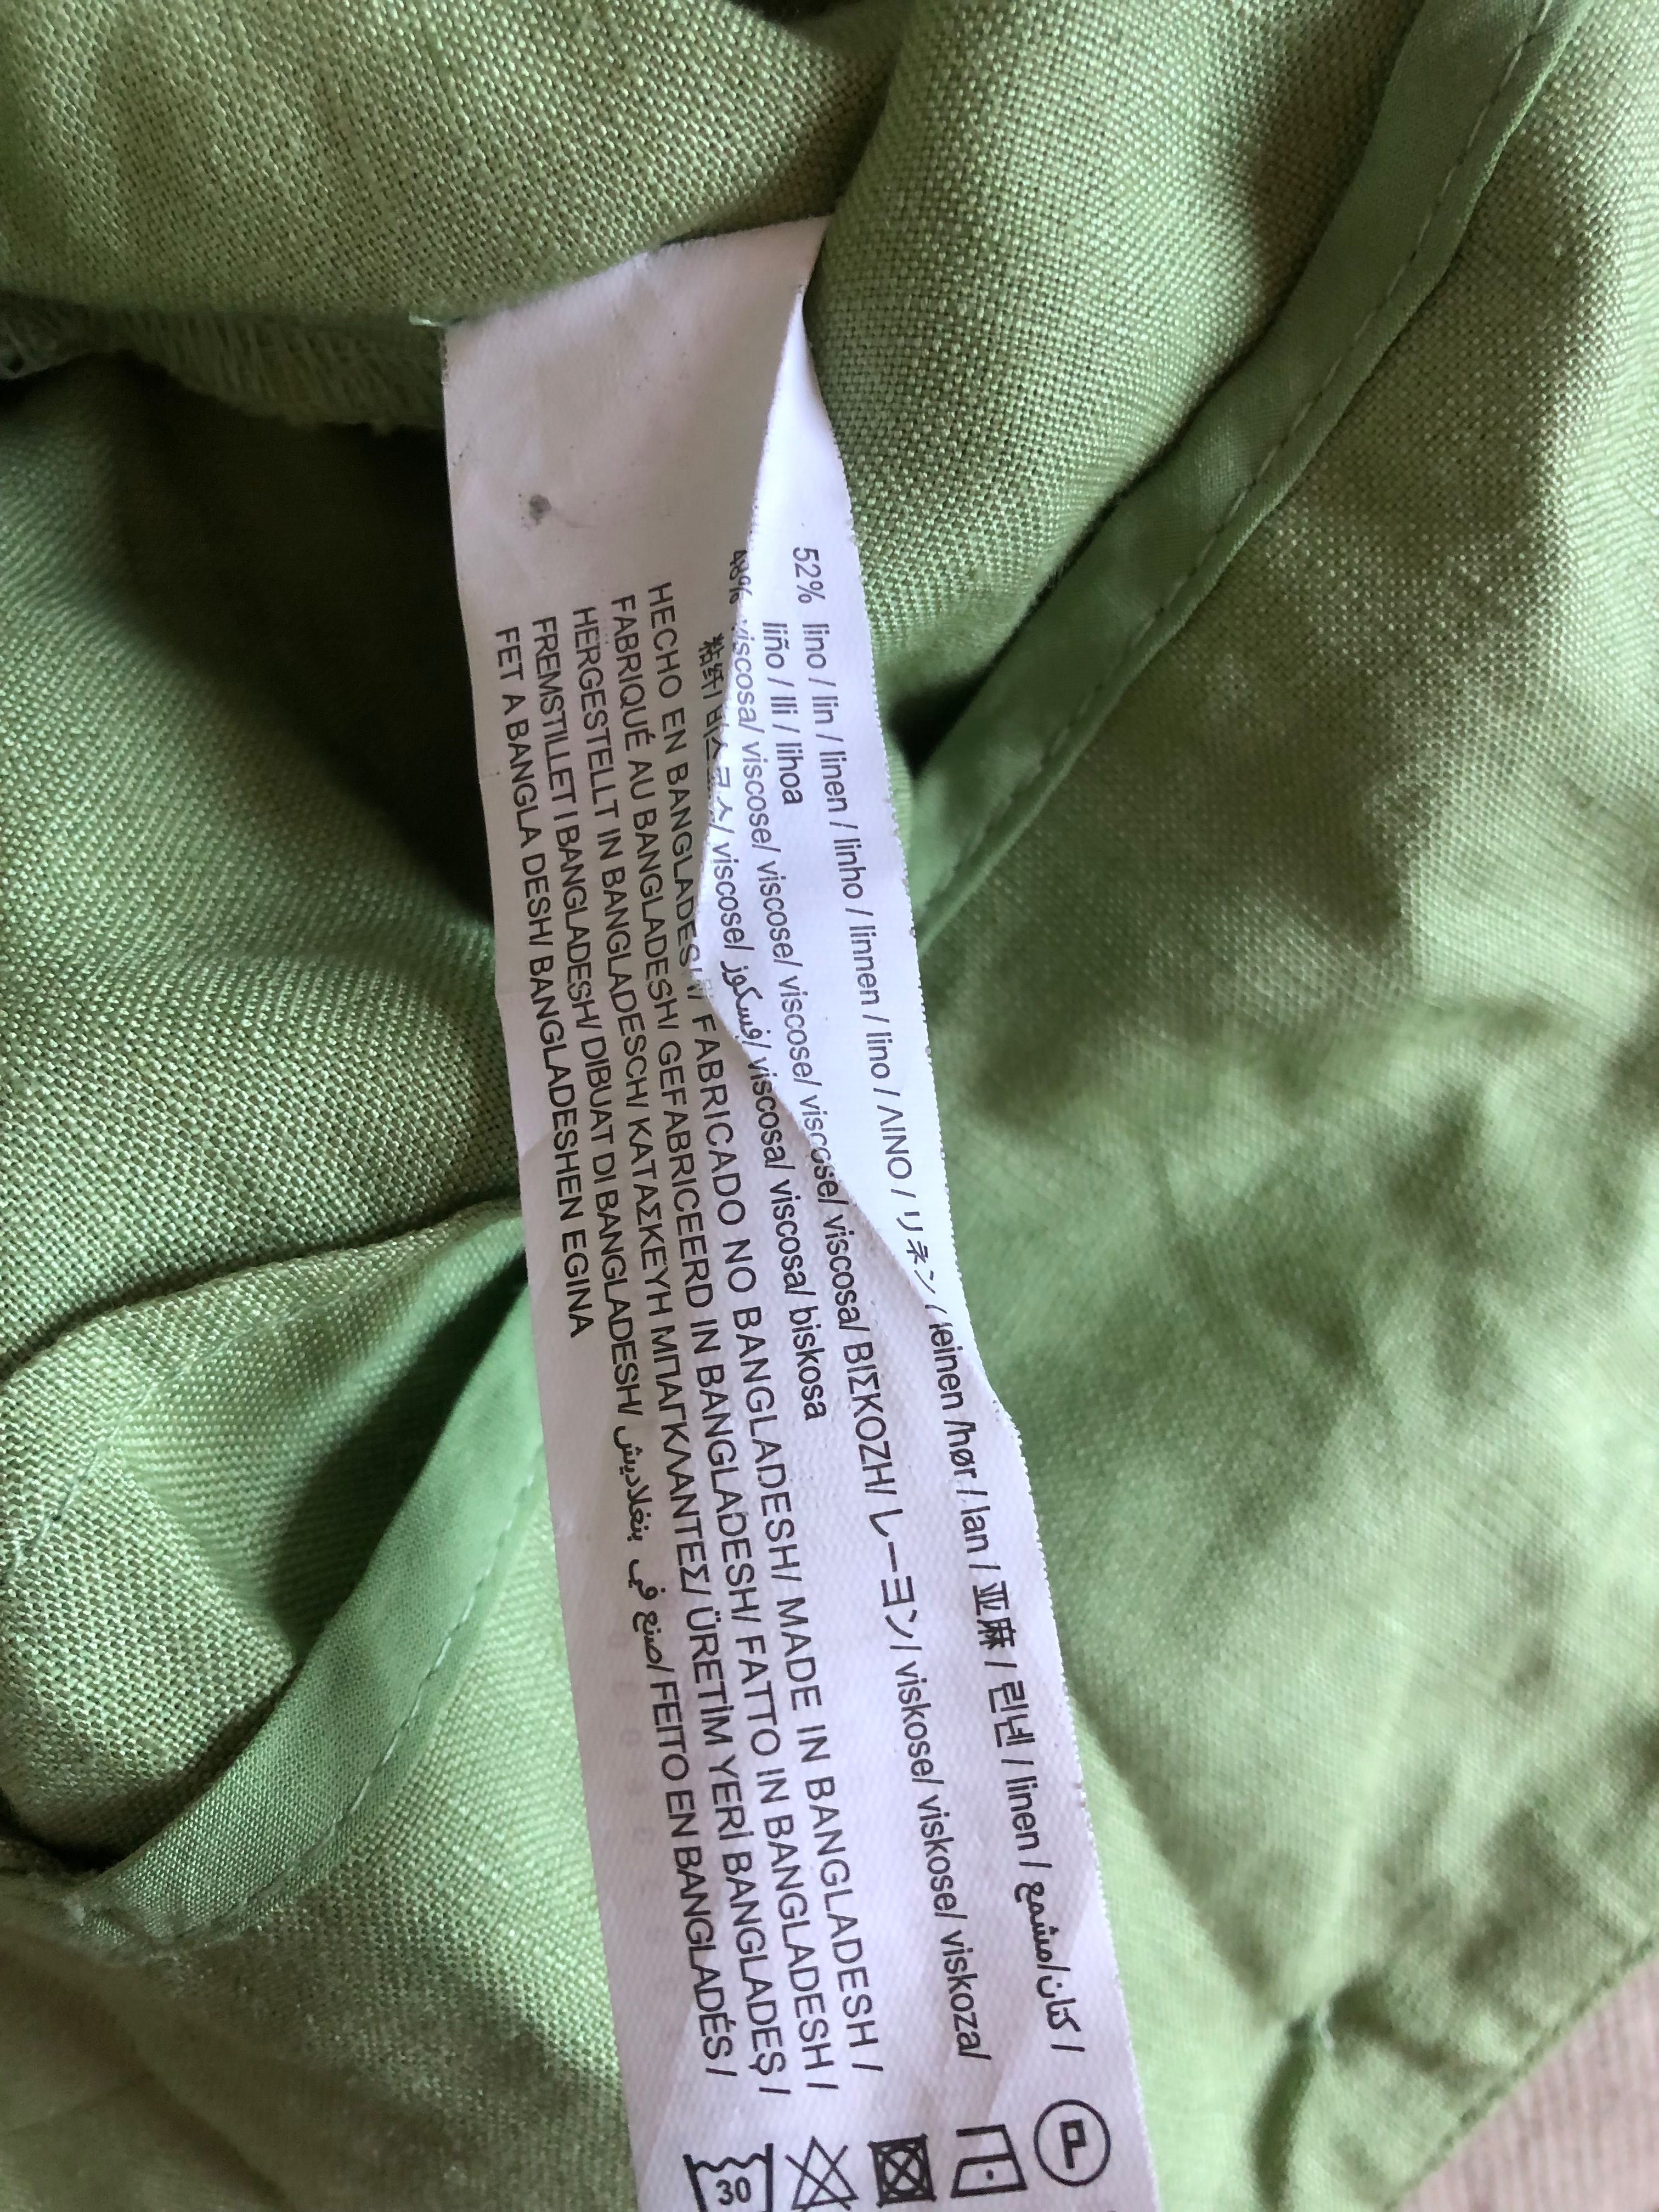 52% lino / lin / linen / linho / linnen / lino / ΛΙΝΟ / リネン / leinen /hør / lan / 亚麻 / 린넨 / linen / كتان/مشمع /
liño / lli / lihoa
48% viscosa/ viscose/ viscose/ viscose/ viscose/ viscosa/ ΒΙΣΚΟΖΗ/ レーヨン/ viskose/ viskose/ viskoza/
粘纤/ 비스코스/ viscose/ فسكوز/ viscosa/ viscosa/ biskosa
HECHO EN BANGLADESH/ FABRICADO NO BANGLADESH/ MADE IN BANGLADESH /
FABRIQUÉ AU BANGLADESH/ GEFABRICEERD IN BANGLADESH/ FATTO IN BANGLADESH /
HERGESTELLT IN BANGLADESCH/ ΚΑΤΑΣΚΕΥΗ ΜΠΑΓΚΛΑΝΤΕΣ/ ÜRETİM YERİ BANGLADEŞ /
FREMSTILLET I BANGLADESH/ DIBUAT DI BANGLADESH/ صنع في بنغلاديش/ FEITO EN BANGLADÉS /
FET A BANGLA DESH/ BANGLADESHEN EGINA
30
P